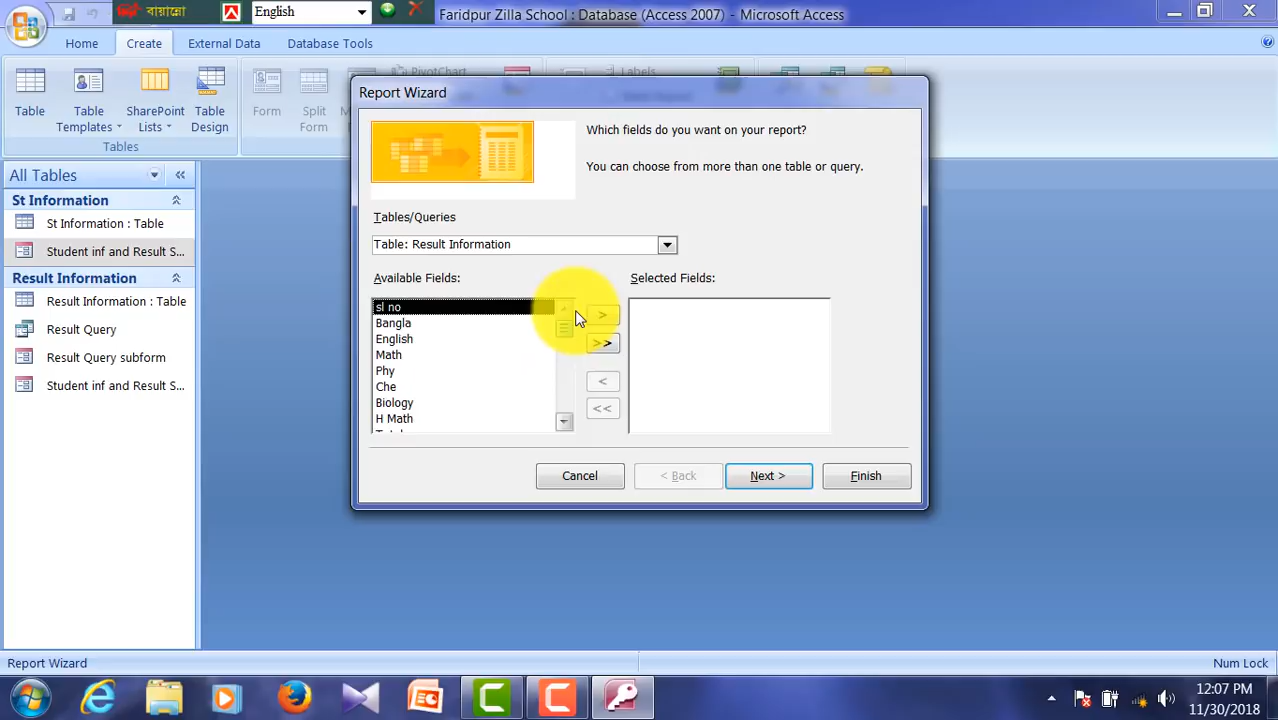 বায়ান্নো
English
Faridpur Zilla School : Database (Access 2007) - Microsoft Access
Home
Create
External Data
Database Tools
Table
Table Templates
SharePoint Lists
Table Design
Form
Split Form
PivotChart
Labels
Tables
All Tables
St Information
St Information : Table
Student inf and Result S...
Result Information
Result Information : Table
Result Query
Result Query subform
Student inf and Result S...
Report Wizard
Which fields do you want on your report?
You can choose from more than one table or query.
Tables/Queries
Table: Result Information
Available Fields:
Selected Fields:
sl no
Bangla
English
Math
Phy
Che
Biology
H Math
>
>>
<
<<
Cancel
< Back
Next >
Finish
Report Wizard
Num Lock
12:07 PM
11/30/2018